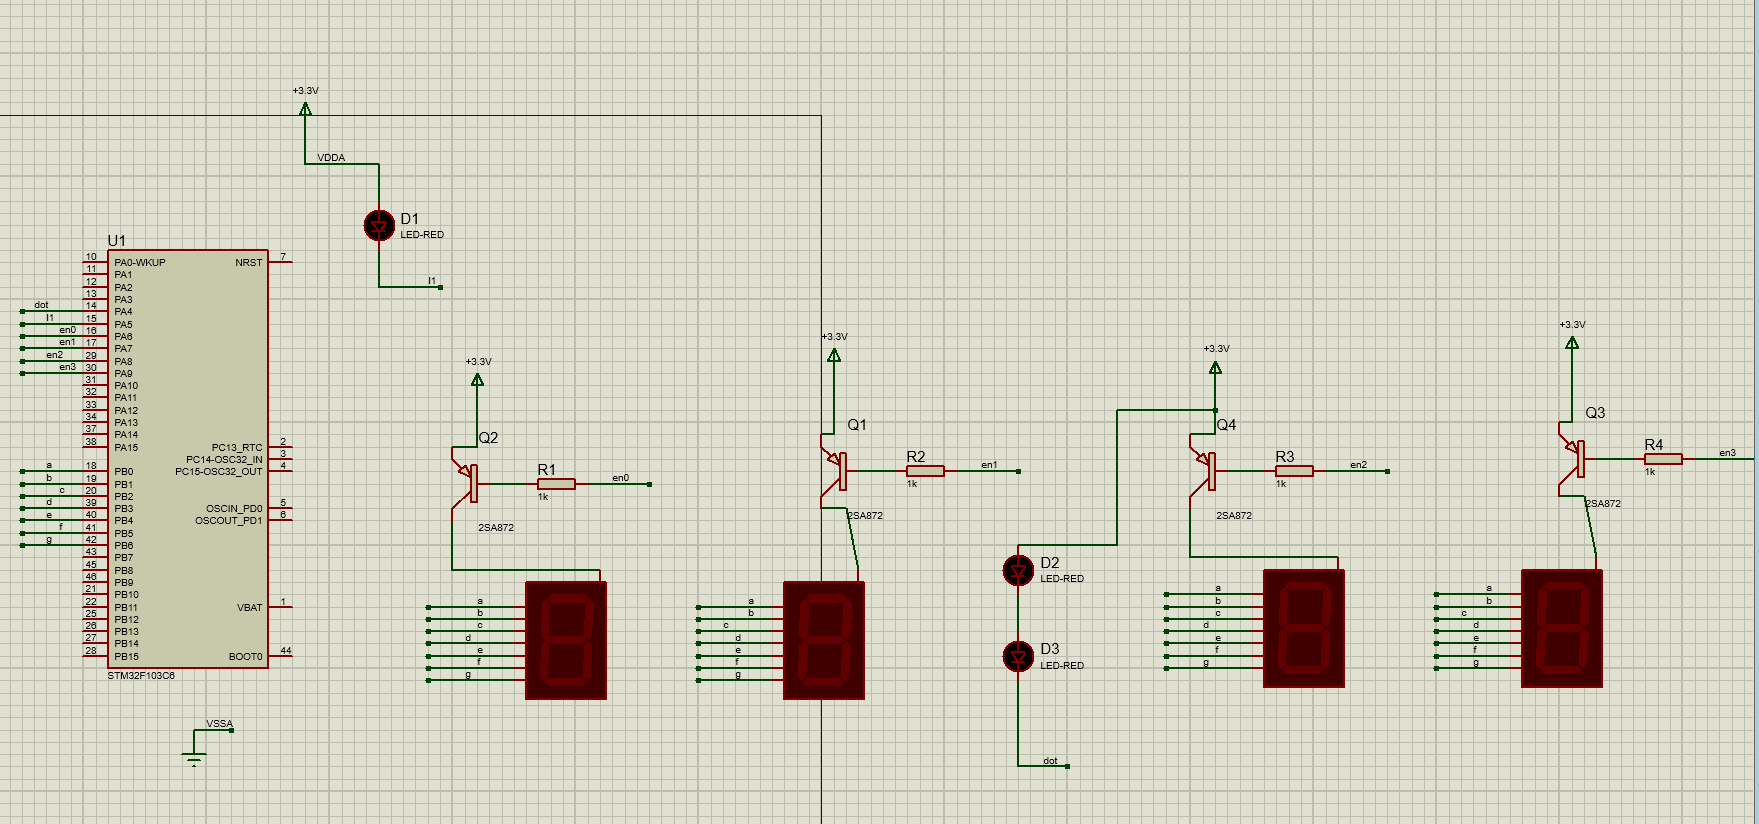 +3.3V
VDDA
D1
LED-RED
l1
U1
10 PA0-WKUP NRST 7
11 PA1
12 PA2
13 PA3
dot 14 PA4
l1 15 PA5
en0 16 PA6
en1 17 PA7
en2 29 PA8
en3 30 PA9
31 PA10
32 PA11
33 PA12
34 PA13
37 PA14
38 PA15 PC13_RTC 2
PC14-OSC32_IN 3
a 18 PB0 PC15-OSC32_OUT 4
b 19 PB1
c 20 PB2
d 39 PB3 OSCIN_PD0 5
e 40 PB4 OSCOUT_PD1 6
f 41 PB5
g 42 PB6
43 PB7
45 PB8
46 PB9
21 PB10
22 PB11 VBAT 1
25 PB12
26 PB13
27 PB14
28 PB15 BOOT0 44
STM32F103C6
VSSA
+3.3V
Q2
R1
1k
en0
2SA872
a
b
c
d
e
f
g
+3.3V
Q1
R2
1k
en1
2SA872
a
b
c
d
e
f
g
D2
LED-RED
D3
LED-RED
dot
+3.3V
Q4
R3
1k
en2
2SA872
a
b
c
d
e
f
g
+3.3V
Q3
R4
1k
en3
2SA872
a
b
c
d
e
f
g